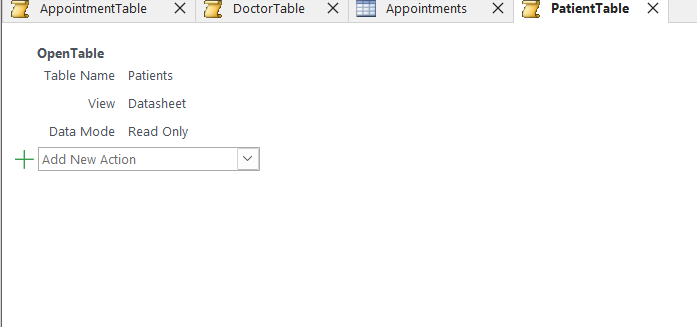 AppointmentTable
DoctorTable
Appointments
PatientTable
OpenTable
Table Name Patients
View Datasheet
Data Mode Read Only
Add New Action